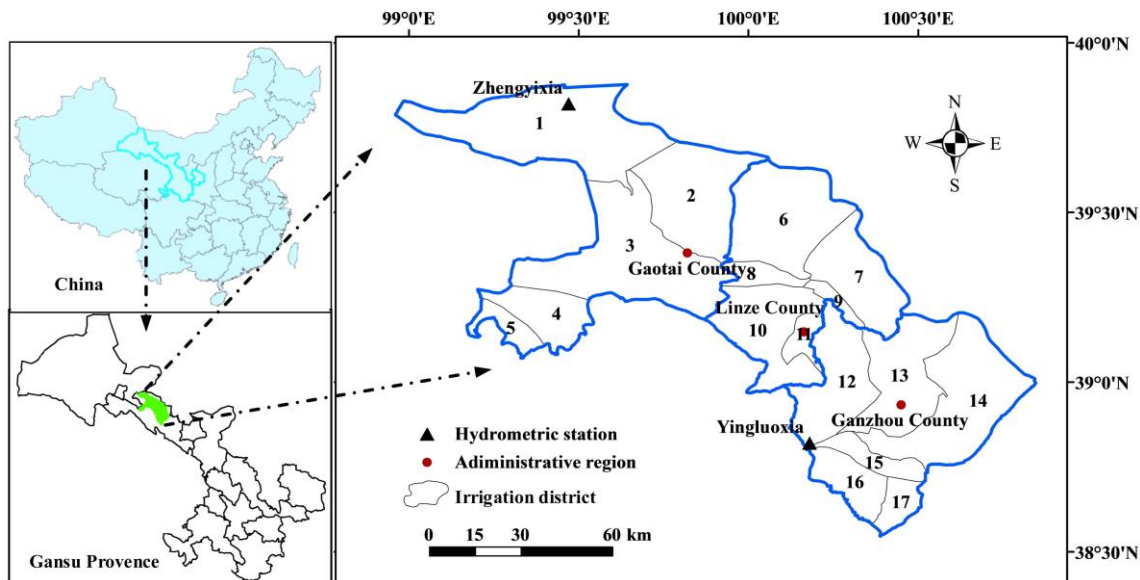 99°0'E 99°30'E 100°0'E 100°30'E
40°0'N
Zhengyixia
1
N
W E
S
2
6
39°30'N
3
Gaotai County
8
7
China
9
Linze County
4
10
11
5
13
12
14
39°0'N
Ganzhou County
Yingluoxia
Hydrometric station
15
Adiministrative region
16
Irrigation district
17
0 15 30 60 km
Gansu Provence
38°30'N